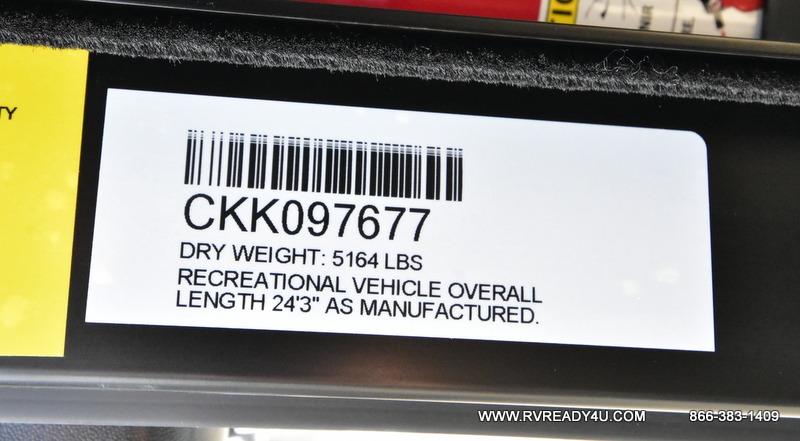 TY
CKK097677
DRY WEIGHT: 5164 LBS
RECREATIONAL VEHICLE OVERALL
LENGTH 24'3" AS MANUFACTURED.
WWW.RVREADY4U.COM 866-383-1409